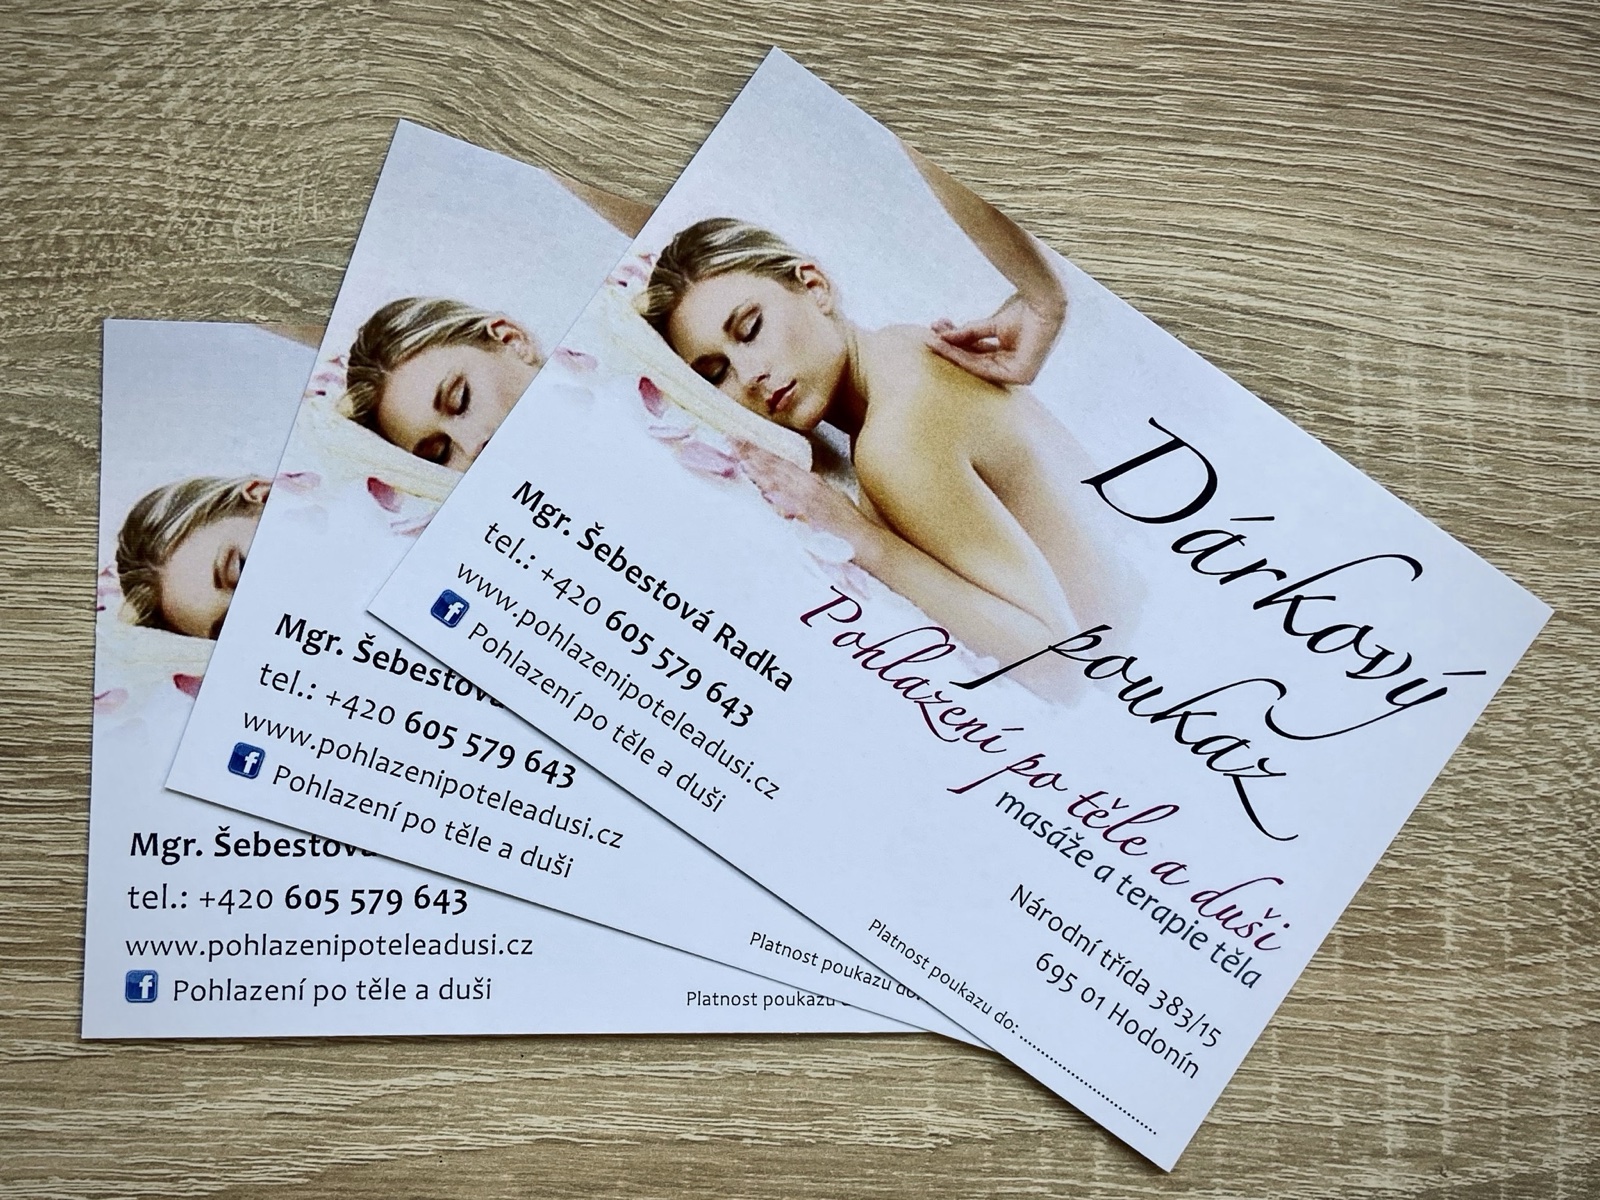 Dárkový
poukaz
Pohlazení po těle a duši
masáže a terapie těla
Národní třída 383/15
695 01 Hodonín
Mgr. Šebestová Radka
tel.: +420 605 579 643
www.pohlazenipoteleadusi.cz
f Pohlazení po těle a duši
Platnost poukazu do: ........................................
Mgr. Šebestová
tel.: +420 605 579 643
www.pohlazenipoteleadusi.cz
f Pohlazení po těle a duši
Platnost poukazu do:
Mgr. Šebestová
tel.: +420 605 579 643
www.pohlazenipoteleadusi.cz
f Pohlazení po těle a duši
Platnost poukazu